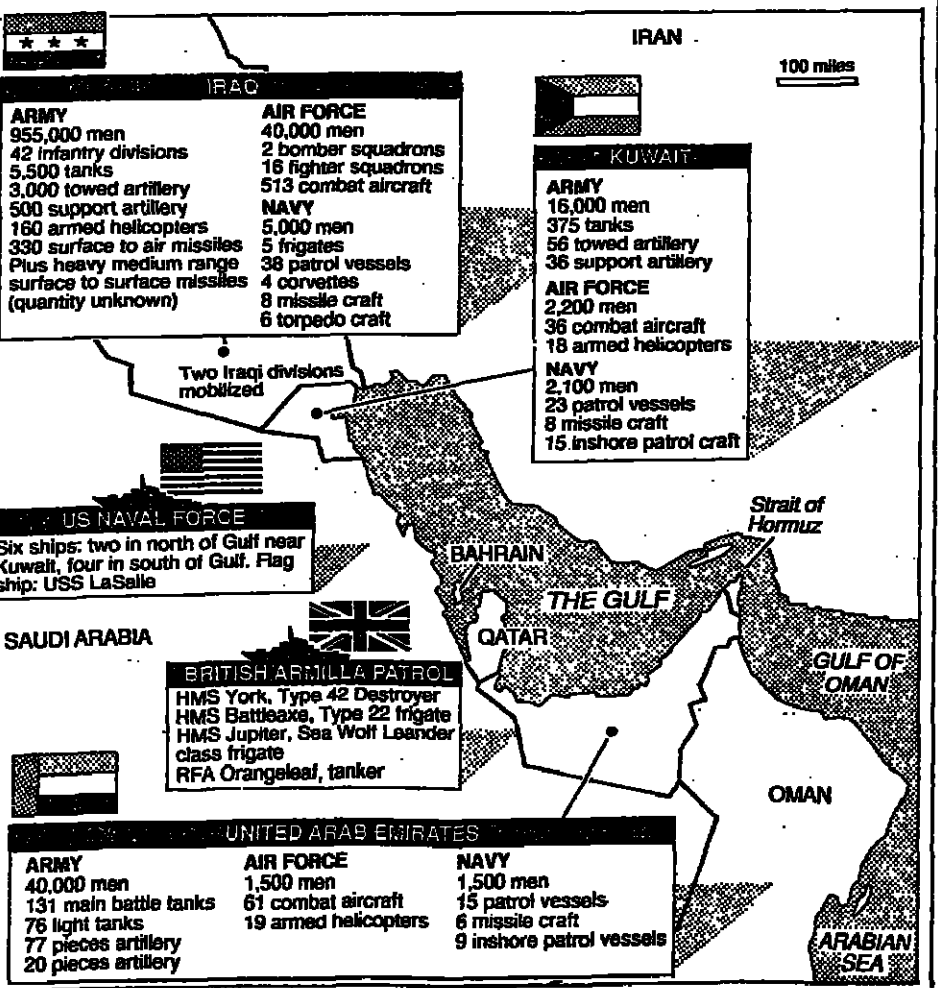 IRAN
100 miles
IRAQ
ARMY
955,000 men
42 infantry divisions
5,500 tanks
3,000 towed artillery
500 support artillery
160 armed helicopters
330 surface to air missiles
Plus heavy medium range
surface to surface missiles
(quantity unknown)
AIR FORCE
40,000 men
2 bomber squadrons
16 fighter squadrons
513 combat aircraft
NAVY
5,000 men
5 frigates
38 patrol vessels
4 corvettes
8 missile craft
6 torpedo craft
KUWAIT
ARMY
16,000 men
375 tanks
56 towed artillery
36 support artillery
AIR FORCE
2,200 men
36 combat aircraft
18 armed helicopters
NAVY
2,100 men
23 patrol vessels
8 missile craft
15 inshore patrol craft
Two Iraqi divisions
mobilized
US NAVAL FORCE
Six ships: two in north of Gulf near
Kuwait, four in south of Gulf. Flag
ship: USS LaSalle
Strait of
Hormuz
BAHRAIN
THE GULF
QATAR
SAUDI ARABIA
GULF OF
OMAN
BRITISH ARMILLA PATROL
HMS York, Type 42 Destroyer
HMS Battleaxe, Type 22 frigate
HMS Jupiter, Sea Wolf Leander
class frigate
RFA Orangeleaf, tanker
OMAN
UNITED ARAB EMIRATES
ARMY
40,000 men
131 main battle tanks
76 light tanks
77 pieces artillery
20 pieces artillery
AIR FORCE
1,500 men
61 combat aircraft
19 armed helicopters
NAVY
1,500 men
15 patrol vessels
6 missile craft
9 inshore patrol vessels
ARABIAN
SEA